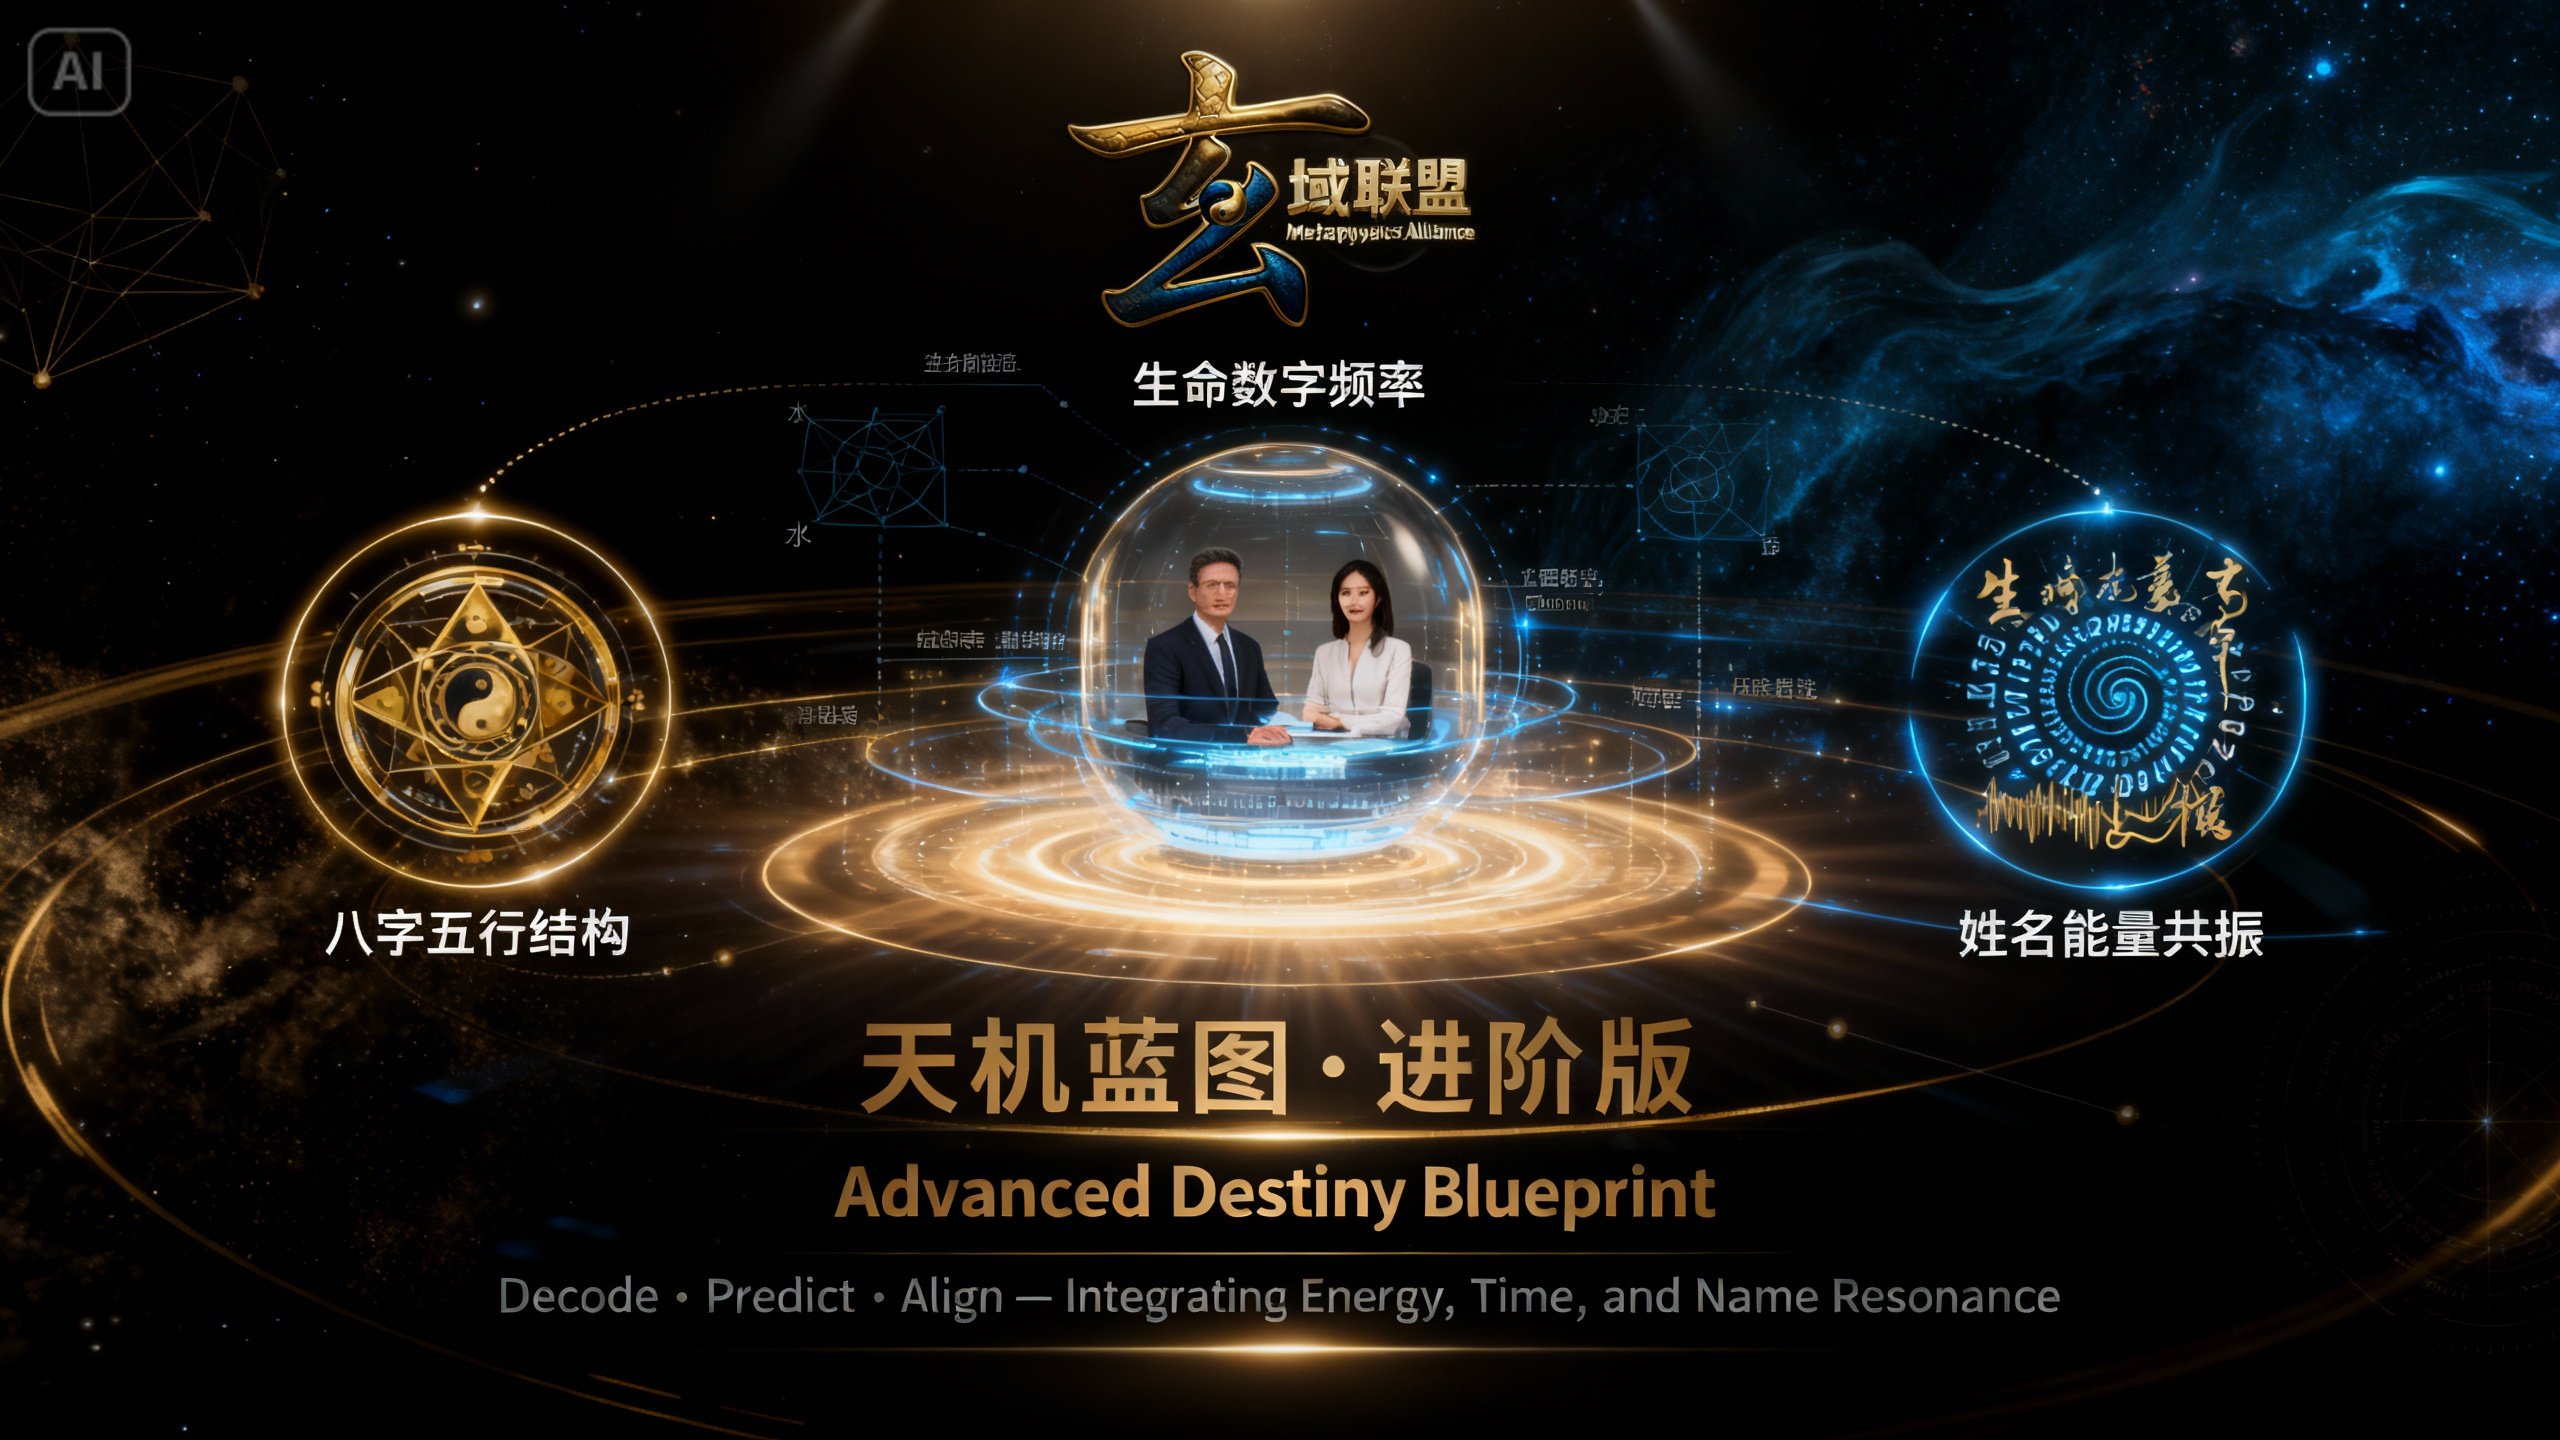 AI
玄域联盟
生命数字频率
水
水
八字五行结构
姓名能量共振
天机蓝图·进阶版
Advanced Destiny Blueprint
Decode • Predict • Align — Integrating Energy, Time, and Name Resonance